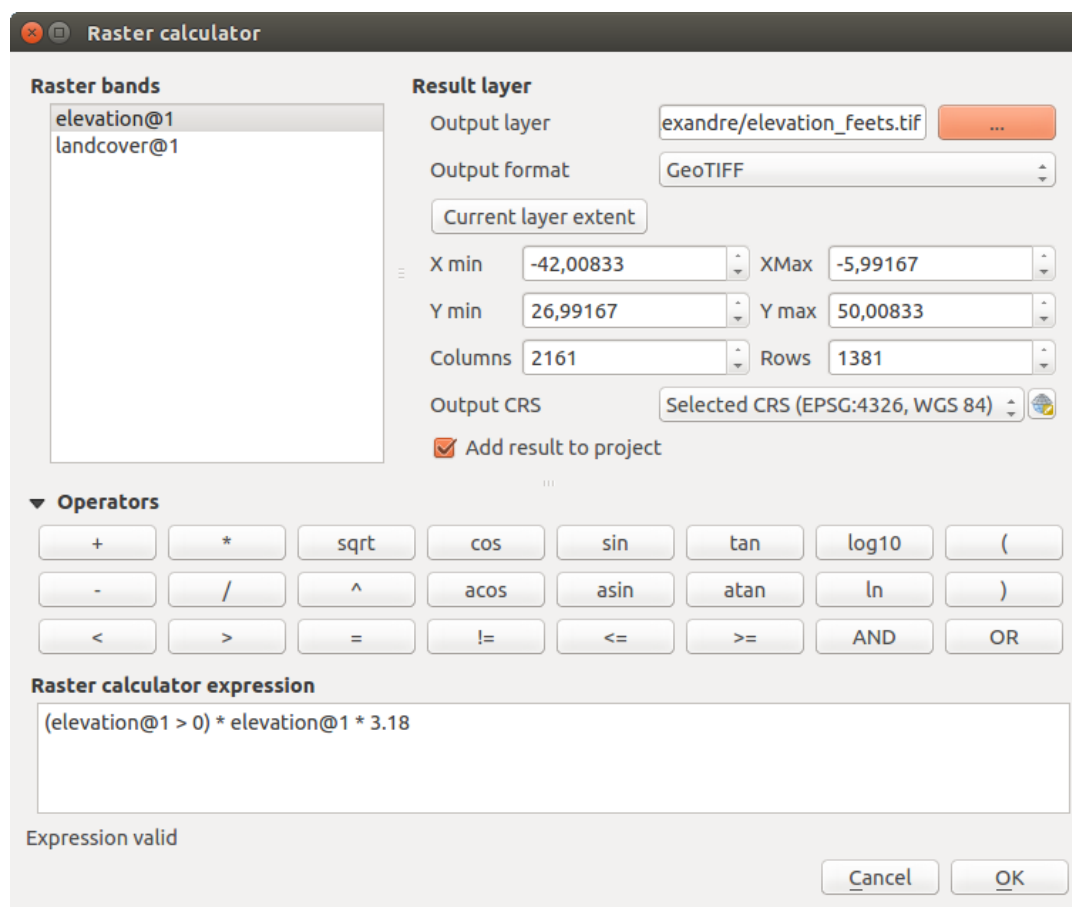 Raster calculator
Raster bands
elevation@1
landcover@1
Result layer
Output layer .exandre/elevation_feets.tif ...
Output format GeoTIFF
Current layer extent
X min -42,00833 XMax -5,99167
Y min 26,99167 Y max 50,00833
Columns 2161 Rows 1381
Output CRS Selected CRS (EPSG:4326, WGS 84)
Add result to project
Operators
+ * sqrt cos sin tan log10 (
- / ^ acos asin atan ln )
< > = != <= >= AND OR
Raster calculator expression
(elevation@1 > 0) * elevation@1 * 3.18
Expression valid
Cancel OK